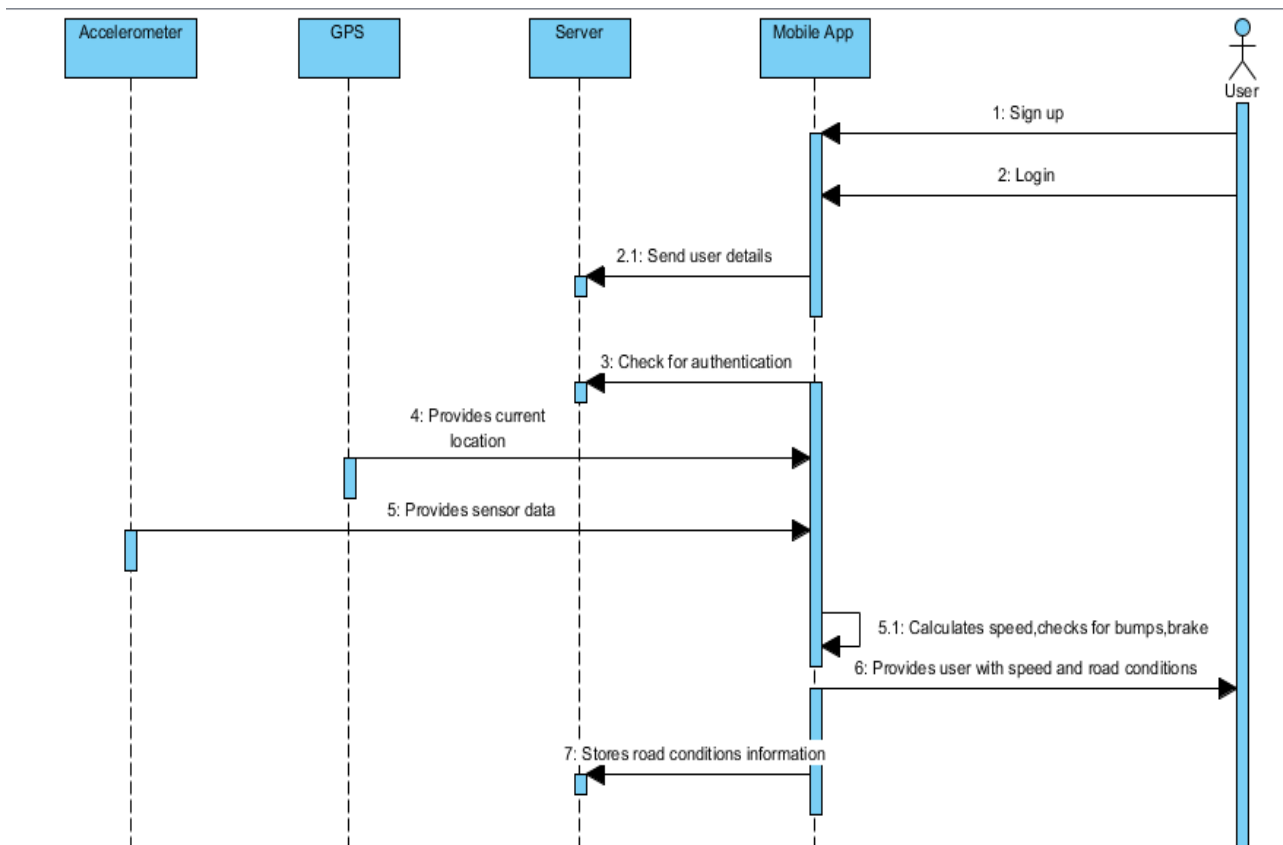 Accelerometer
GPS
Server
Mobile App
User
1: Sign up
2: Login
2.1: Send user details
3: Check for authentication
4: Provides current
location
5: Provides sensor data
5.1: Calculates speed,checks for bumps,brake
6: Provides user with speed and road conditions
7: Stores road conditions information